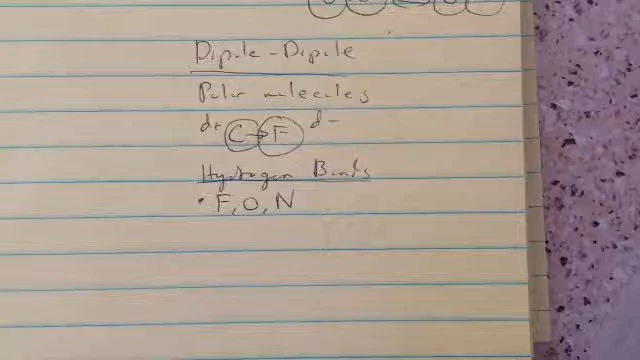 Dipole-Dipole
Polar molecules
d+ C→F d-
Hydrogen Bonds
• F, O, N